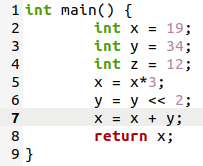 1 int main() {
2         int x = 19;
3         int y = 34;
4         int z = 12;
5         x = x*3;
6         y = y << 2;
7         x = x + y;
8         return x;
9 }